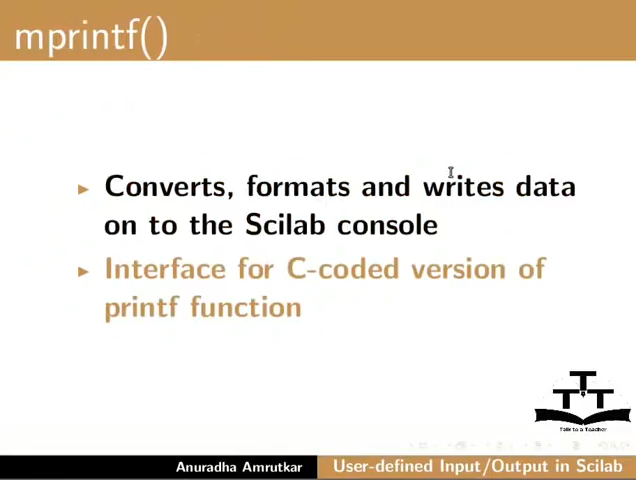 mprintf()
▶ Converts, formats and writes data
on to the Scilab console
▶ Interface for C-coded version of
printf function
TTT
Talk to a Teacher
Anuradha Amrutkar
User-defined Input/Output in Scilab